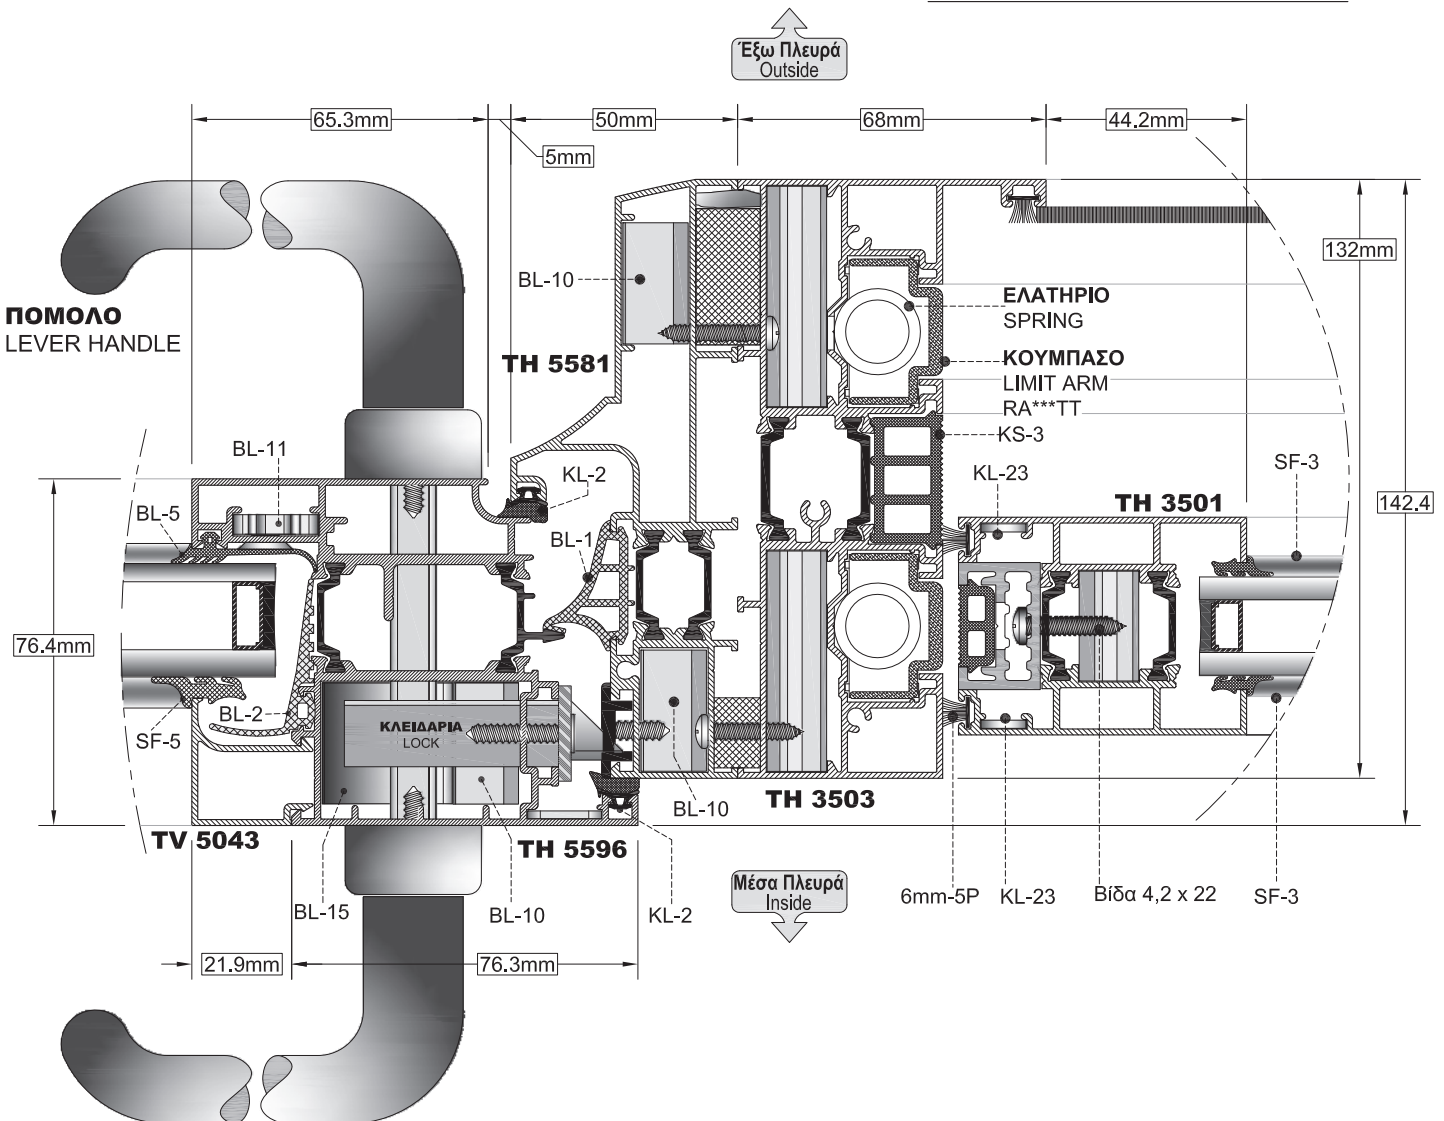 Έξω Πλευρά
Outside
65.3mm
50mm
68mm
44.2mm
5mm
132mm
BL-10
ΕΛΑΤΗΡΙΟ
SPRING
ΠΟΜΟΛΟ
LEVER HANDLE
TH 5581
ΚΟΥΜΠΑΣΟ
LIMIT ARM
RA***TT
KS-3
BL-11
KL-2
KL-23
SF-3
TH 3501
142.4
BL-5
BL-1
76.4mm
BL-2
SF-5
ΚΛΕΙΔΑΡΙΑ
LOCK
TH 3503
BL-10
TV 5043
TH 5596
Μέσα Πλευρά
Inside
6mm-5P
KL-23
Βίδα 4,2 x 22
SF-3
BL-15
BL-10
KL-2
21.9mm
76.3mm